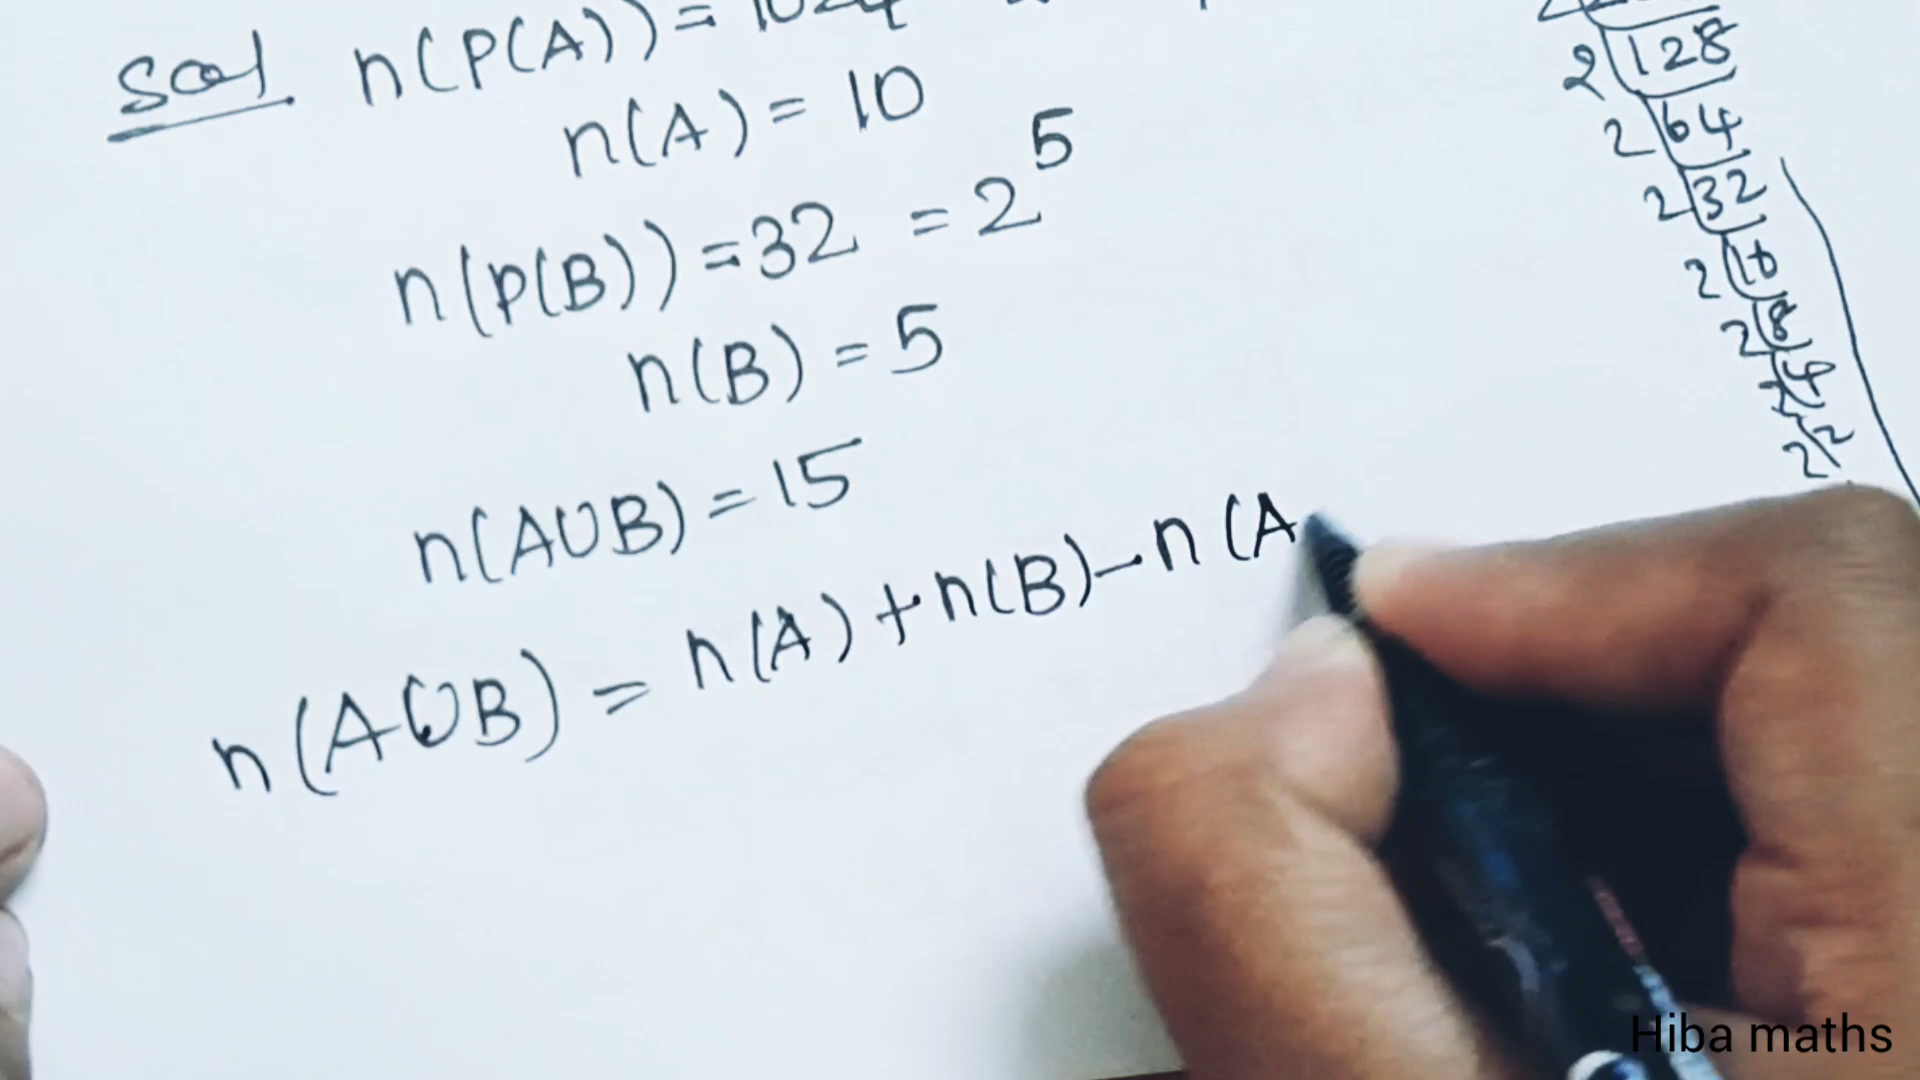 Sol n(P(A)) = 1024
n(A) = 10
n(P(B)) = 32 = 2^5
n(B) = 5
n(A∪B) = 15
n(A∪B) = n(A) + n(B) - n(A
2 128
2 64
2 32
2 16
2 8
2 4
2 2
Hiba maths